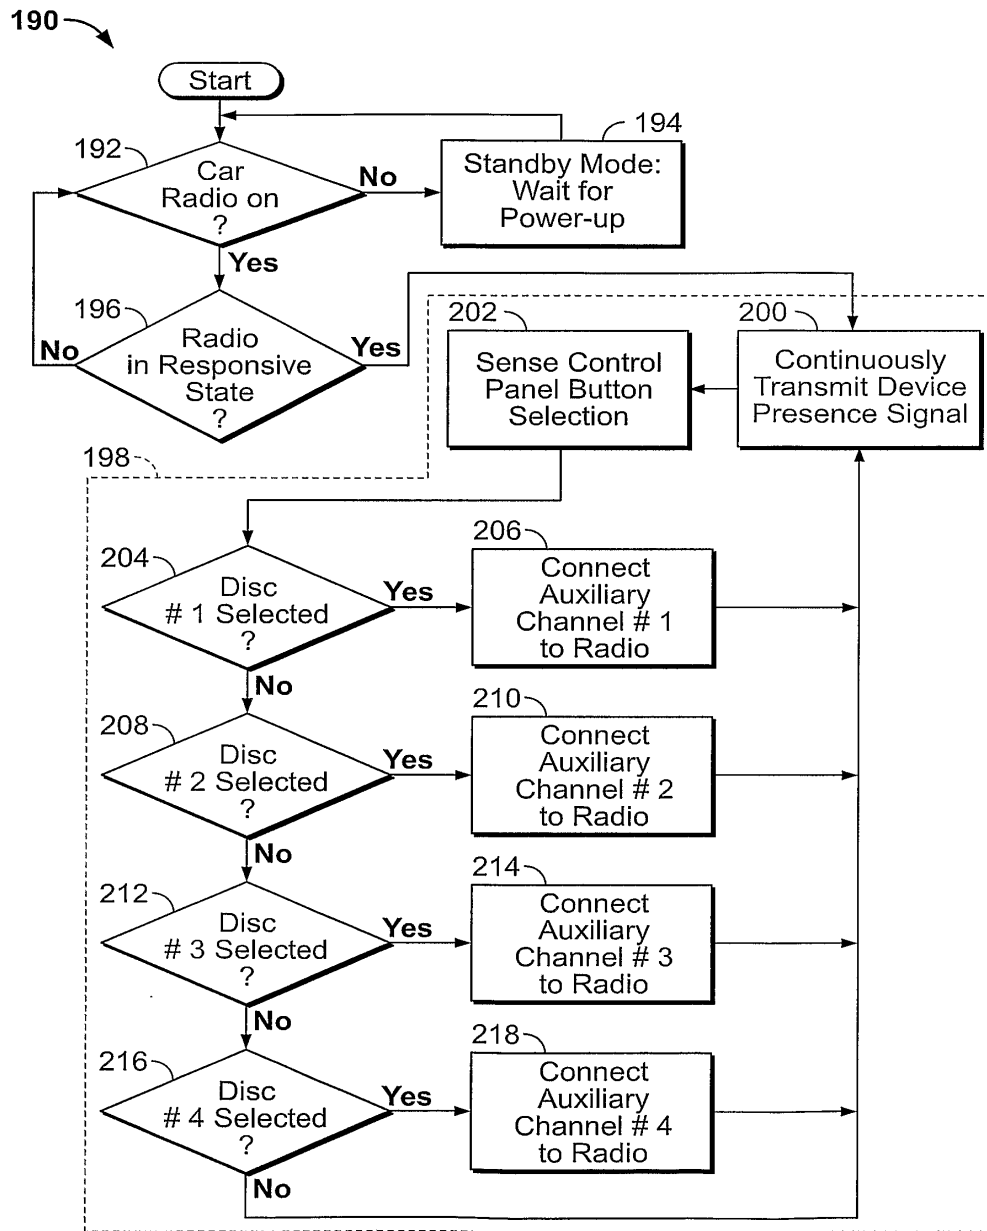 190
Start
192
Car
Radio on
?
No
194
Standby Mode:
Wait for
Power-up
Yes
196
Radio
in Responsive
State
?
No
Yes
202
Sense Control
Panel Button
Selection
200
Continuously
Transmit Device
Presence Signal
198
204
Disc
# 1 Selected
?
Yes
206
Connect
Auxiliary
Channel # 1
to Radio
No
208
Disc
# 2 Selected
?
Yes
210
Connect
Auxiliary
Channel # 2
to Radio
No
212
Disc
# 3 Selected
?
Yes
214
Connect
Auxiliary
Channel # 3
to Radio
No
216
Disc
# 4 Selected
?
Yes
218
Connect
Auxiliary
Channel # 4
to Radio
No